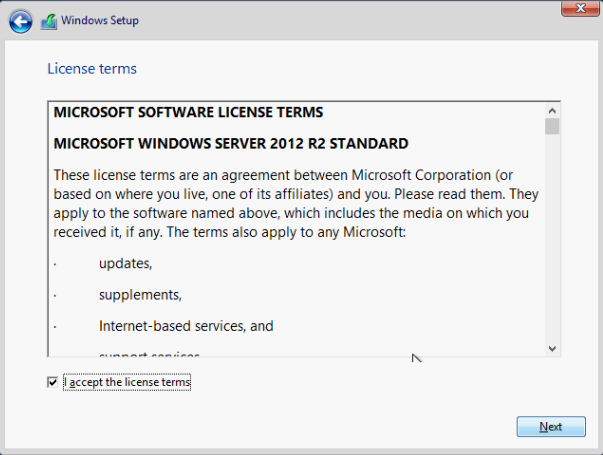 Windows Setup
License terms
MICROSOFT SOFTWARE LICENSE TERMS
MICROSOFT WINDOWS SERVER 2012 R2 STANDARD
These license terms are an agreement between Microsoft Corporation (or
based on where you live, one of its affiliates) and you. Please read them. They
apply to the software named above, which includes the media on which you
received it, if any. The terms also apply to any Microsoft:
· updates,
· supplements,
· Internet-based services, and
support services
I accept the license terms
Next